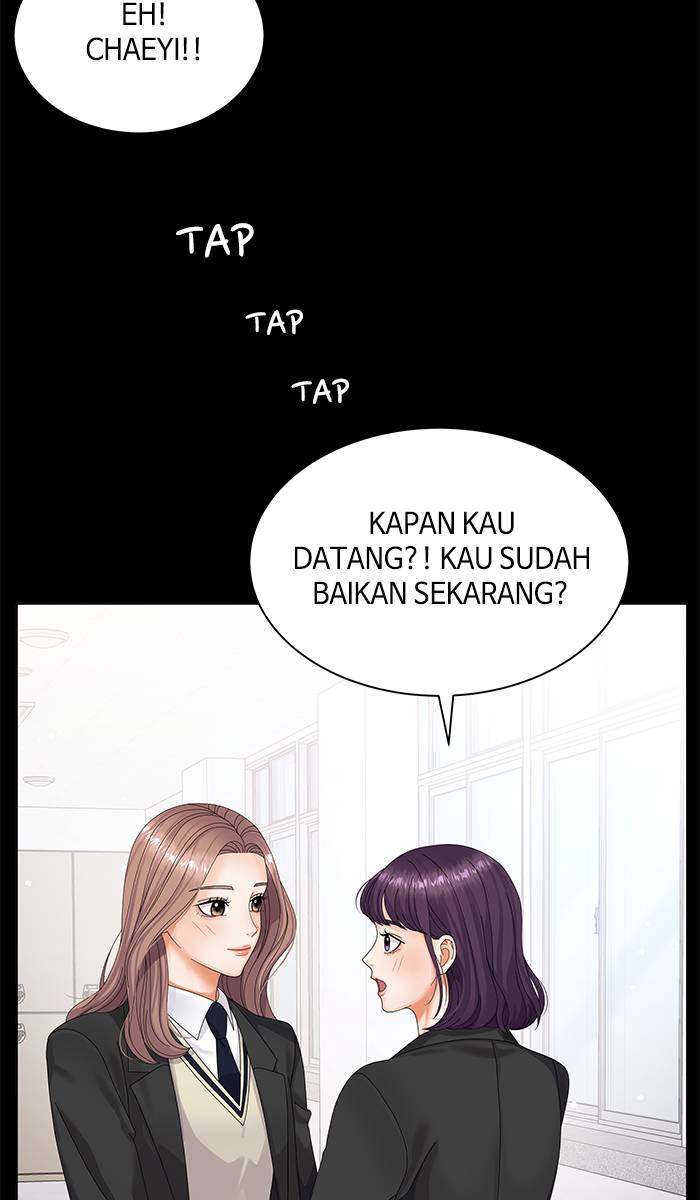 EH!
CHAEYI!!
TAP
TAP
TAP
KAPAN KAU
DATANG?! KAU SUDAH
BAIKAN SEKARANG?